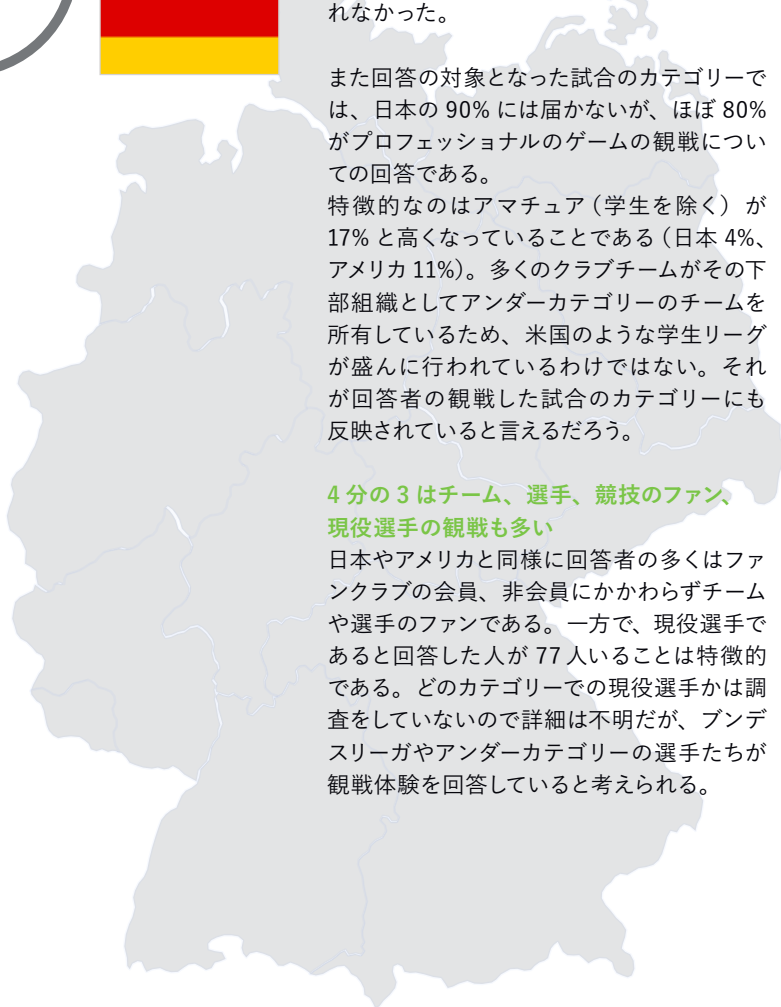 れなかった。
また回答の対象となった試合のカテゴリーで
は、日本の 90% には届かないが、ほぼ 80%
がプロフェッショナルのゲームの観戦につい
ての回答である。
特徴的なのはアマチュア（学生を除く）が
17% と高くなっていることである（日本 4%、
アメリカ 11%）。多くのクラブチームがその下
部組織としてアンダーカテゴリーのチームを
所有しているため、米国のような学生リーグ
が盛んに行われているわけではない。それ
が回答者の観戦した試合のカテゴリーにも
反映されていると言えるだろう。
4 分の 3 はチーム、選手、競技のファン、
現役選手の観戦も多い
日本やアメリカと同様に回答者の多くはファ
ンクラブの会員、非会員にかかわらずチーム
や選手のファンである。一方で、現役選手で
あると回答した人が 77 人いることは特徴的
である。どのカテゴリーでの現役選手かは調
査をしていないので詳細は不明だが、ブンデ
スリーガやアンダーカテゴリーの選手たちが
観戦体験を回答していると考えられる。